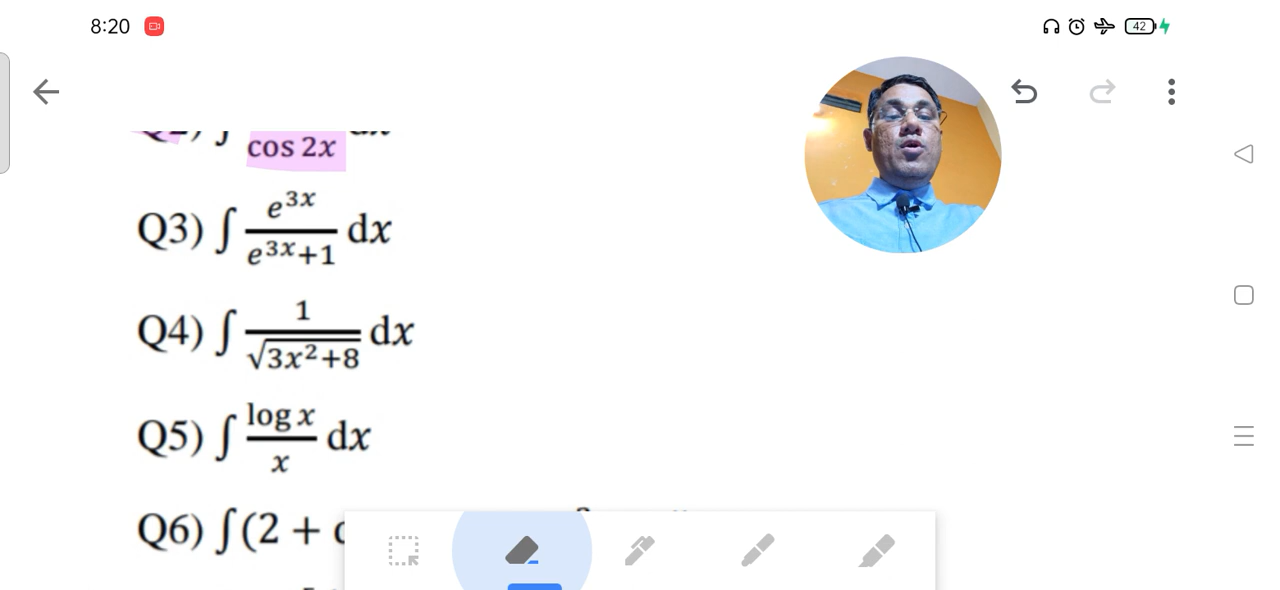 8:20
42
cos 2x
Q3) ∫ e^{3x}/(e^{3x}+1) dx
Q4) ∫ 1/√(3x²+8) dx
Q5) ∫ (log x)/x dx
Q6) ∫(2 +